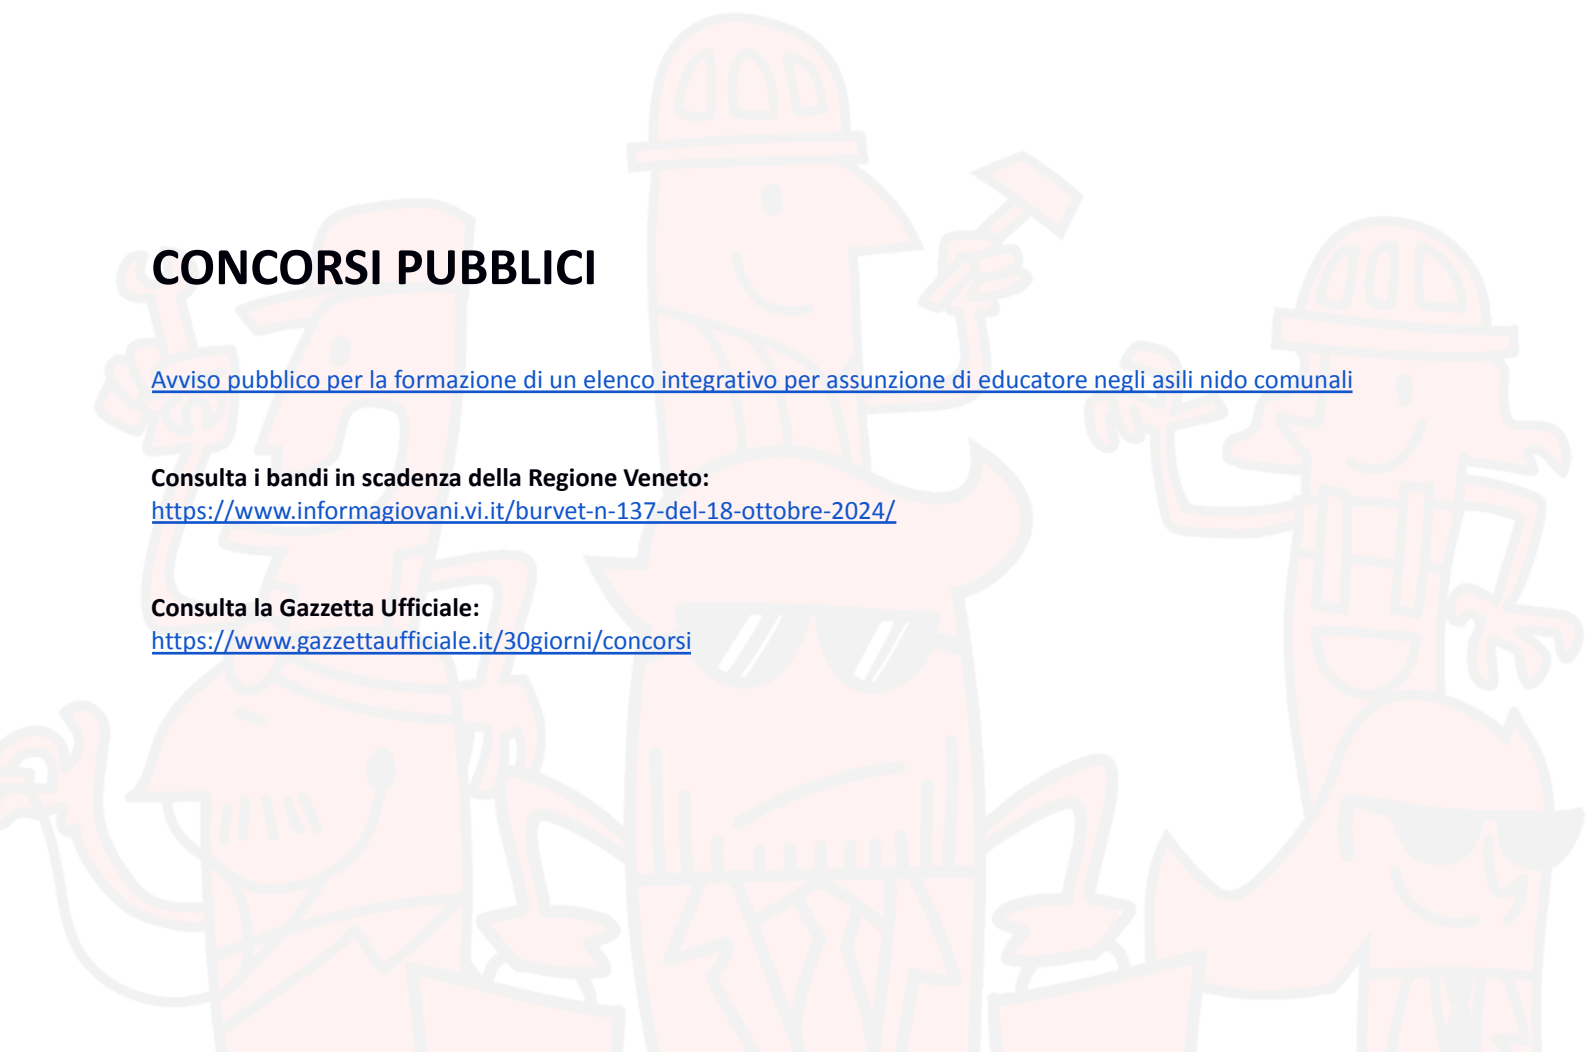 CONCORSI PUBBLICI
Avviso pubblico per la formazione di un elenco integrativo per assunzione di educatore negli asili nido comunali
Consulta i bandi in scadenza della Regione Veneto:
https://www.informagiovani.vi.it/burvet-n-137-del-18-ottobre-2024/
Consulta la Gazzetta Ufficiale:
https://www.gazzettaufficiale.it/30giorni/concorsi